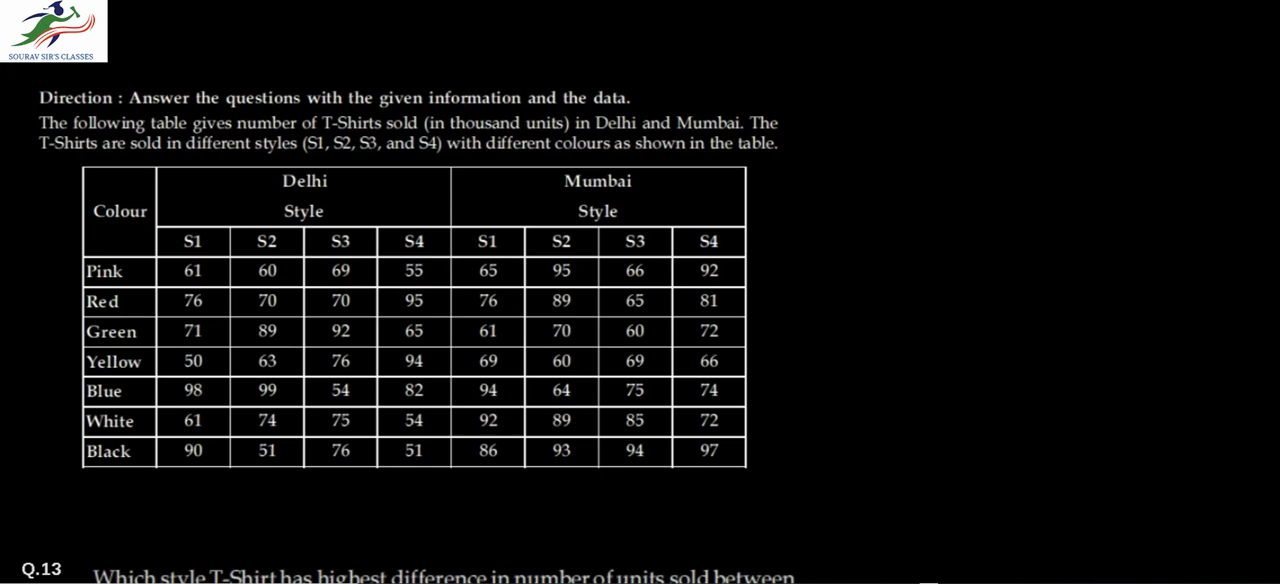 SOURAV SIR'S CLASSES
Direction : Answer the questions with the given information and the data.
The following table gives number of T-Shirts sold (in thousand units) in Delhi and Mumbai. The
T-Shirts are sold in different styles (S1, S2, S3, and S4) with different colours as shown in the table.
Delhi Mumbai
Colour Style Style
S1 S2 S3 S4 S1 S2 S3 S4
Pink 61 60 69 55 65 95 66 92
Red 76 70 70 95 76 89 65 81
Green 71 89 92 65 61 70 60 72
Yellow 50 63 76 94 69 60 69 66
Blue 98 99 54 82 94 64 75 74
White 61 74 75 54 92 89 85 72
Black 90 51 76 51 86 93 94 97
Q.13 Which style T-Shirt has highest difference in number of units sold between